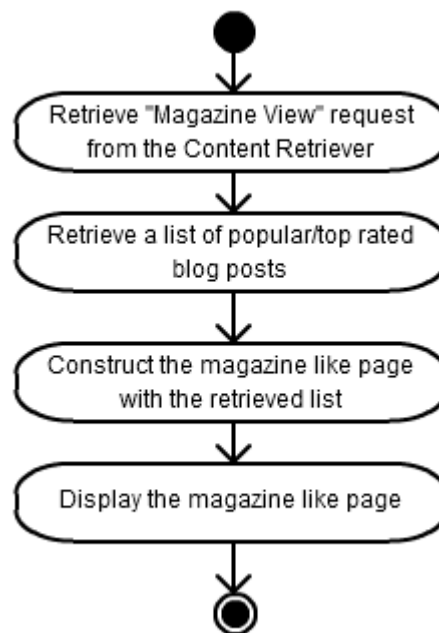 Retrieve "Magazine View" request
from the Content Retriever
Retrieve a list of popular/top rated
blog posts
Construct the magazine like page
with the retrieved list
Display the magazine like page